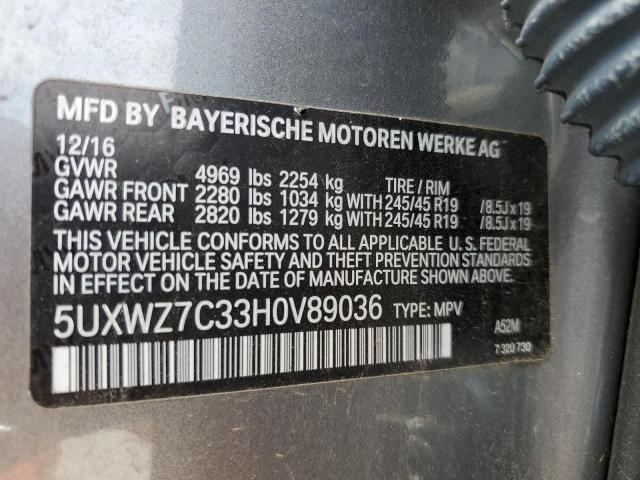 MFD BY BAYERISCHE MOTOREN WERKE AG
12/16
GVWR 4969 lbs 2254 kg TIRE / RIM
GAWR FRONT 2280 lbs 1034 kg WITH 245/45 R19 /8.5J x 19
GAWR REAR 2820 lbs 1279 kg WITH 245/45 R19 /8.5J x 19
THIS VEHICLE CONFORMS TO ALL APPLICABLE U.S. FEDERAL
MOTOR VEHICLE SAFETY AND THEFT PREVENTION STANDARDS
IN EFFECT ON THE DATE OF MANUFACTURE SHOWN ABOVE.
5UXWZ7C33H0V89036 TYPE: MPV
A52M
7 320 730